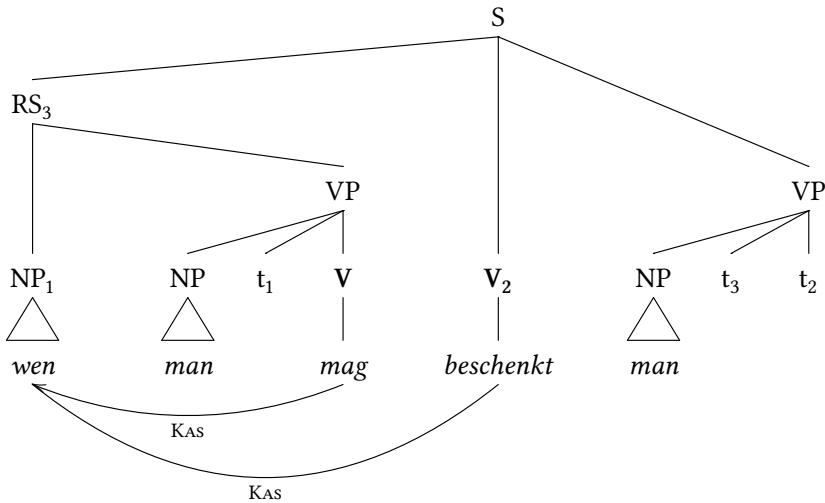 S
RS₃
VP VP
NP₁ NP t₁ V V₂ NP t₃ t₂
wen man mag beschenkt man
KAS
KAS